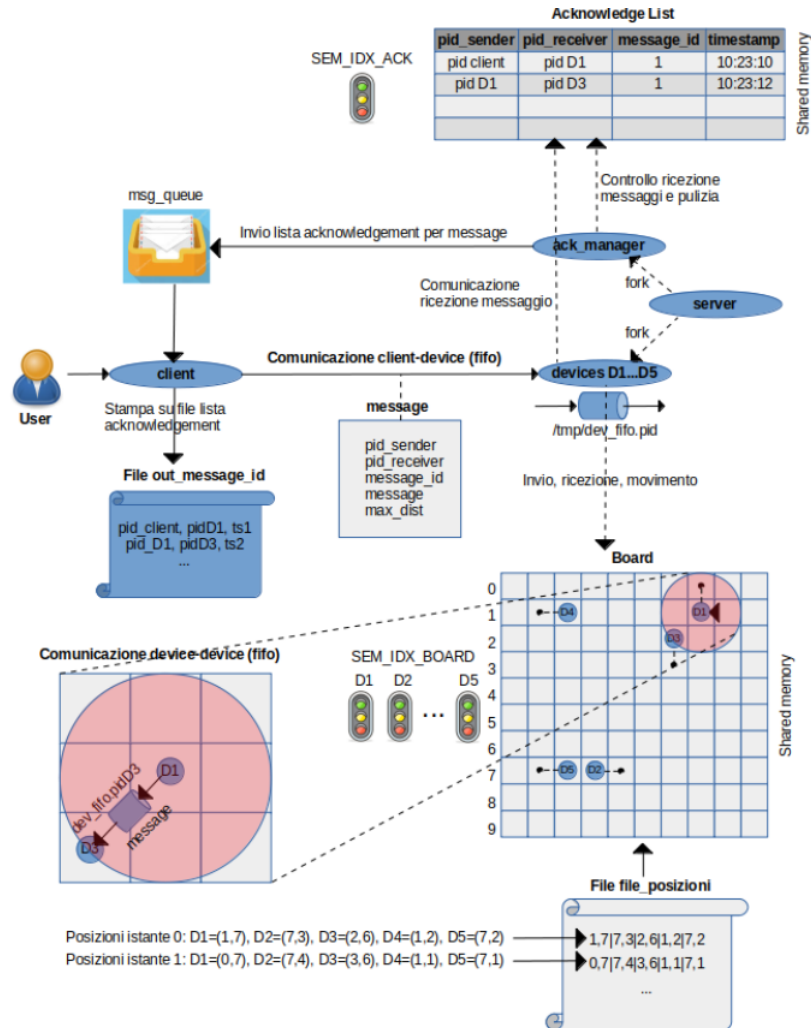 Acknowledge List
pid_sender pid_receiver message_id timestamp
pid client pid D1 1 10:23:10
pid D1 pid D3 1 10:23:12
Shared memory
SEM_IDX_ACK
msg_queue
Controllo ricezione
messaggi e pulizia
Invio lista acknowledgement per message
ack_manager
Comunicazione
ricezione messaggio
fork
server
fork
Comunicazione client-device (fifo)
client
devices D1...D5
User
Stampa su file lista
acknowledgement
message
pid_sender
pid_receiver
message_id
message
max_dist
/tmp/dev_fifo.pid
Invio, ricezione, movimento
File out_message_id
pid_client, pidD1, ts1
pid_D1, pidD3, ts2
...
Board
0
1
2
3
4
5
6
7
8
9
D4
D1
D3
D5
D2
Shared memory
Comunicazione device-device (fifo)
D1
dev_fifo.pidD3
message
D3
SEM_IDX_BOARD
D1 D2 D5
...
File file_posizioni
Posizioni istante 0: D1=(1,7), D2=(7,3), D3=(2,6), D4=(1,2), D5=(7,2)
1,7|7,3|2,6|1,2|7,2
Posizioni istante 1: D1=(0,7), D2=(7,4), D3=(3,6), D4=(1,1), D5=(7,1)
0,7|7,4|3,6|1,1|7,1
...